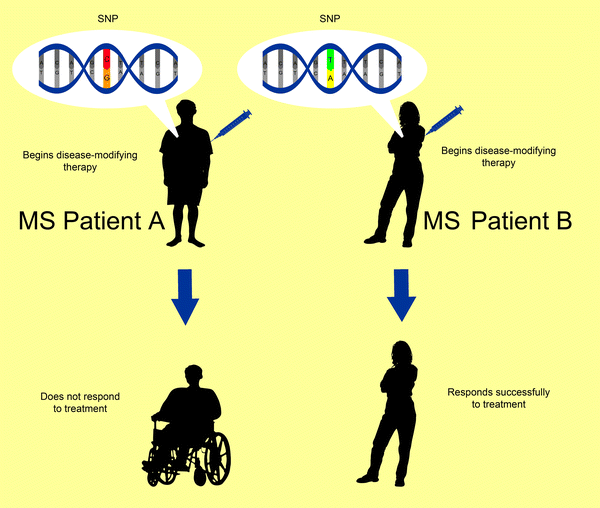 SNP
SNP
C
G
T
A
Begins disease-modifying
therapy
Begins disease-modifying
therapy
MS Patient A
MS Patient B
Does not respond
to treatment
Responds successfully
to treatment